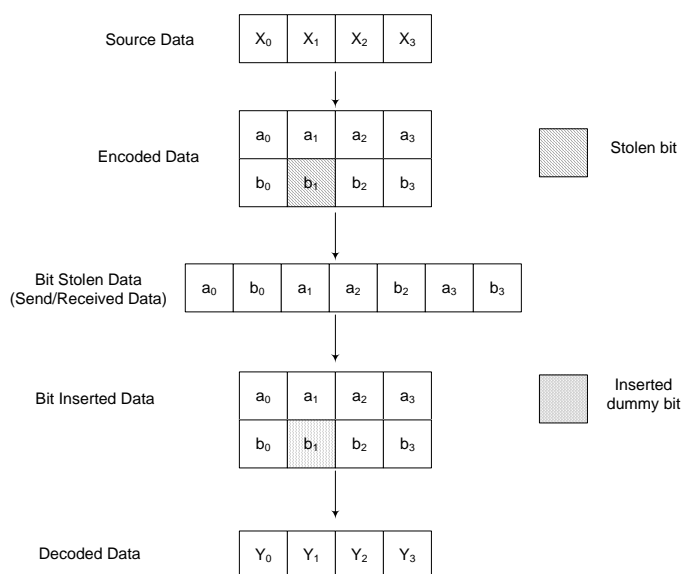 Source Data X₀ X₁ X₂ X₃
a₀ a₁ a₂ a₃
Encoded Data
b₀ b₁ b₂ b₃
Stolen bit
Bit Stolen Data
(Send/Received Data)
a₀ b₀ a₁ a₂ b₂ a₃ b₃
Bit Inserted Data
a₀ a₁ a₂ a₃
b₀ b₁ b₂ b₃
Inserted
dummy bit
Decoded Data Y₀ Y₁ Y₂ Y₃